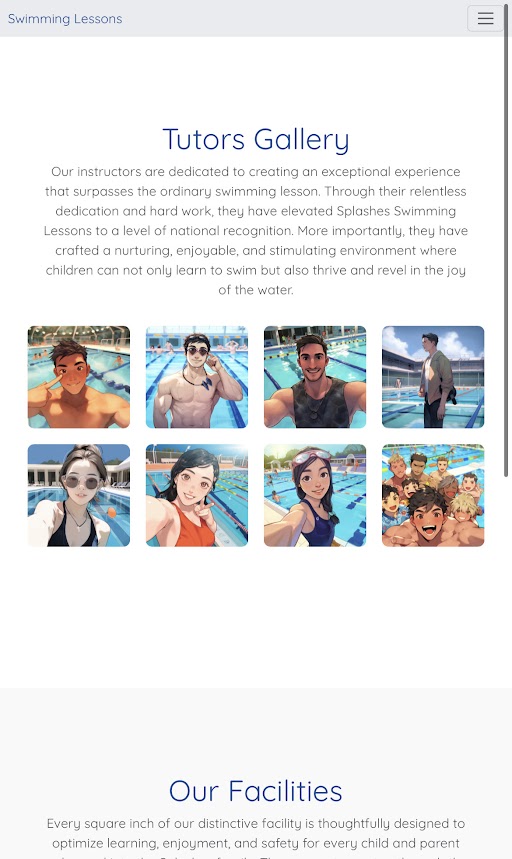 Swimming Lessons
Tutors Gallery
Our instructors are dedicated to creating an exceptional experience
that surpasses the ordinary swimming lesson. Through their relentless
dedication and hard work, they have elevated Splashes Swimming
Lessons to a level of national recognition. More importantly, they have
crafted a nurturing, enjoyable, and stimulating environment where
children can not only learn to swim but also thrive and revel in the joy
of the water.
Our Facilities
Every square inch of our distinctive facility is thoughtfully designed to
optimize learning, enjoyment, and safety for every child and parent